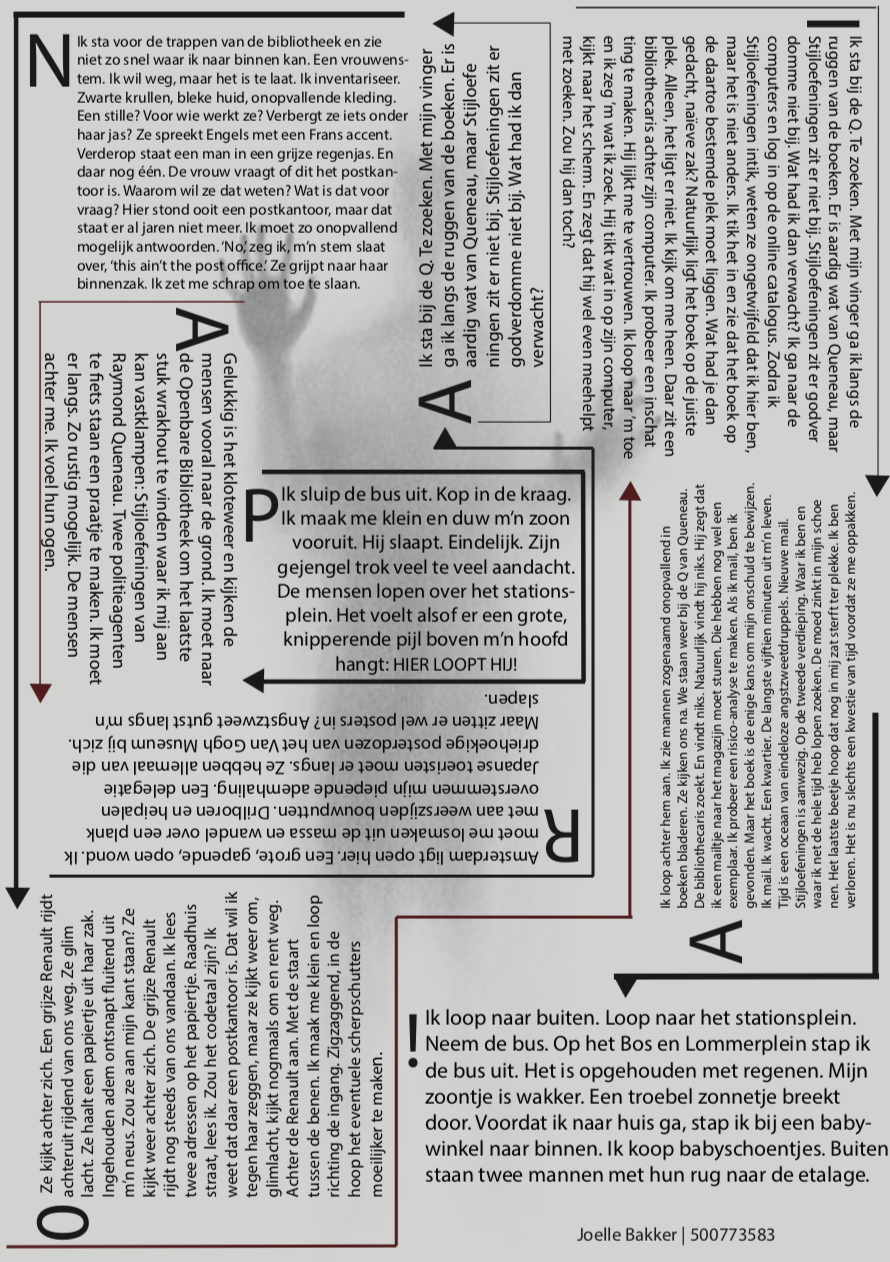 P
Ik sluip de bus uit. Kop in de kraag.
Ik maak me klein en duw m'n zoon
vooruit. Hij slaapt. Eindelijk. Zijn
gejengel trok veel te veel aandacht.
De mensen lopen over het stations-
plein. Het voelt alsof er een grote,
knipperende pijl boven m'n hoofd
hangt: HIER LOOPT HIJ!
A
Gelukkig is het kloteweer en kijken de
mensen vooral naar de grond. Ik moet naar
de Openbare Bibliotheek om het laatste
stuk wrakhout te vinden waar ik mij aan
kan vastklampen: Stijloefeningen van
Raymond Queneau. Twee politieagenten
te fiets staan een praatje te maken. Ik moet
er langs. Zo rustig mogelijk. De mensen
achter me. Ik voel hun ogen.
R
Amsterdam ligt open hier. Een grote, gapende, open wond. Ik
moet me losmaken uit de massa en wandel over een plank
met aan weerszijden bouwputten. Drilboren en heipalen
overstemmen mijn piepende ademhaling. Een delegatie
Japanse toeristen moet er langs. Ze hebben allemaal van die
driehoekige posterdozen van het Van Gogh Museum bij zich.
Maar zitten er wel posters in? Angstzweet gutst langs m'n
slapen.
A
Ik sta bij de Q. Te zoeken. Met mijn vinger
ga ik langs de ruggen van de boeken. Er is
aardig wat van Queneau, maar Stijloefe
ningen zit er niet bij. Stijloefeningen zit er
godverdomme niet bij. Wat had ik dan
verwacht?
N
Ik sta voor de trappen van de bibliotheek en zie
niet zo snel waar ik naar binnen kan. Een vrouwens-
tem. Ik wil weg, maar het is te laat. Ik inventariseer.
Zwarte krullen, bleke huid, onopvallende kleding.
Een stille? Voor wie werkt ze? Verbergt ze iets onder
haar jas? Ze spreekt Engels met een Frans accent.
Verderop staat een man in een grijze regenjas. En
daar nog één. De vrouw vraagt of dit het postkan-
toor is. Waarom wil ze dat weten? Wat is dat voor
vraag? Hier stond ooit een postkantoor, maar dat
staat er al jaren niet meer. Ik moet zo onopvallend
mogelijk antwoorden. 'No', zeg ik, m'n stem slaat
over, 'this ain't the post office.' Ze grijpt naar haar
binnenzak. Ik zet me schrap om toe te slaan.
O
Ze kijkt achter zich. Een grijze Renault rijdt
achteruit rijdend van ons weg. Ze glim
lacht. Ze haalt een papiertje uit haar zak.
Ingehouden adem ontsnapt fluitend uit
m'n neus. Zou ze aan mijn kant staan? Ze
kijkt weer achter zich. De grijze Renault
rijdt nog steeds van ons vandaan. Ik lees
twee adressen op het papiertje. Raadhuis
straat, lees ik. Zou het codetaal zijn? Ik
weet dat daar een postkantoor is. Dat wil ik
tegen haar zeggen, maar ze kijkt weer om,
glimlacht, kijkt nogmaals om en rent weg.
Achter de Renault aan. Met de staart
tussen de benen. Ik maak me klein en loop
richting de ingang. Zigzaggend, in de
hoop het eventuele scherpschutters
moeilijker te maken.
I
Ik sta bij de Q. Te zoeken. Met mijn vinger ga ik langs de
ruggen van de boeken. Er is aardig wat van Queneau, maar
Stijloefeningen zit er niet bij. Stijloefeningen zit er godver
domme niet bij. Wat had ik dan verwacht? Ik ga naar de
computers en log in op de online catalogus. Zodra ik
Stijloefeningen intik, weten ze ongetwijfeld dat ik hier ben,
maar het is niet anders. Ik tik het in en zie dat het boek op
de daartoe bestemde plek moet liggen. Wat had je dan
gedacht, naïeve zak? Natuurlijk ligt het boek op de juiste
plek. Alleen, het ligt er niet. Ik kijk om me heen. Daar zit een
bibliothecaris achter zijn computer. Ik probeer een inschat
ting te maken. Hij lijkt me te vertrouwen. Ik loop naar 'm toe
en ik zeg 'm wat ik zoek. Hij tikt wat in op zijn computer,
kijkt naar het scherm. En zegt dat hij wel even meehelpt
met zoeken. Zou hij dan toch?
A
Ik loop achter hem aan. Ik zie mannen zogenaamd onopvallend in
boeken bladeren. Ze kijken ons na. We staan weer bij de Q van Queneau.
De bibliothecaris zoekt. En vindt niks. Natuurlijk vindt hij niks. Hij zegt dat
ik een mailtje naar het magazijn moet sturen. Die hebben nog wel een
exemplaar. Ik probeer een risico-analyse te maken. Als ik mail, ben ik
gevonden. Maar het boek is de enige kans om mijn onschuld te bewijzen.
Ik mail. Ik wacht. Een kwartier. De langste vijftien minuten uit m'n leven.
Tijd is een oceaan van eindeloze angstzweetdruppels. Nieuwe mail.
Stijloefeningen is aanwezig. Op de tweede verdieping. Waar ik ben en
waar ik net de hele tijd heb lopen zoeken. De moed zinkt in mijn schoe
nen. Het laatste beetje hoop dat nog in mij zat sterft ter plekke. Ik ben
verloren. Het is nu slechts een kwestie van tijd voordat ze me oppakken.
!
Ik loop naar buiten. Loop naar het stationsplein.
Neem de bus. Op het Bos en Lommerplein stap ik
de bus uit. Het is opgehouden met regenen. Mijn
zoontje is wakker. Een troebel zonnetje breekt
door. Voordat ik naar huis ga, stap ik bij een baby-
winkel naar binnen. Ik koop babyschoentjes. Buiten
staan twee mannen met hun rug naar de etalage.
Joelle Bakker | 500773583